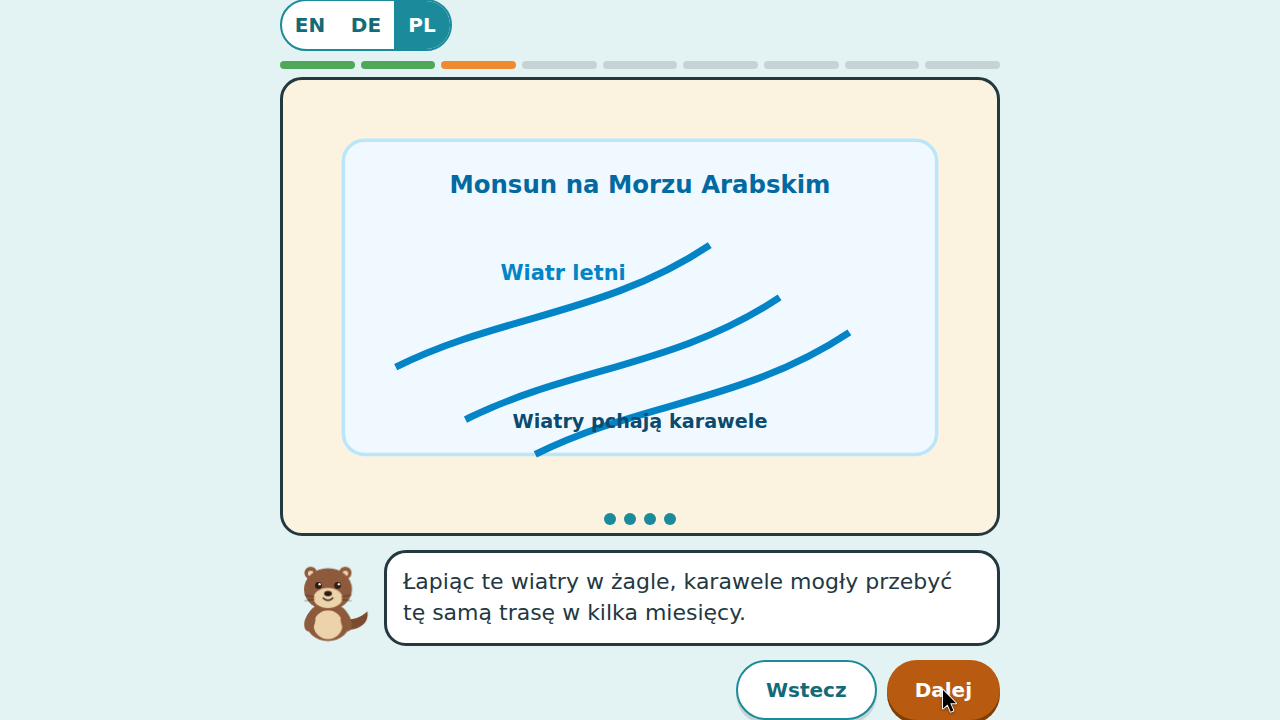 EN DE PL
Monsun na Morzu Arabskim
Wiatr letni
Wiatry pchają karawele
Łapiąc te wiatry w żagle, karawele mogły przebyć
tę samą trasę w kilka miesięcy.
Wstecz Dalej